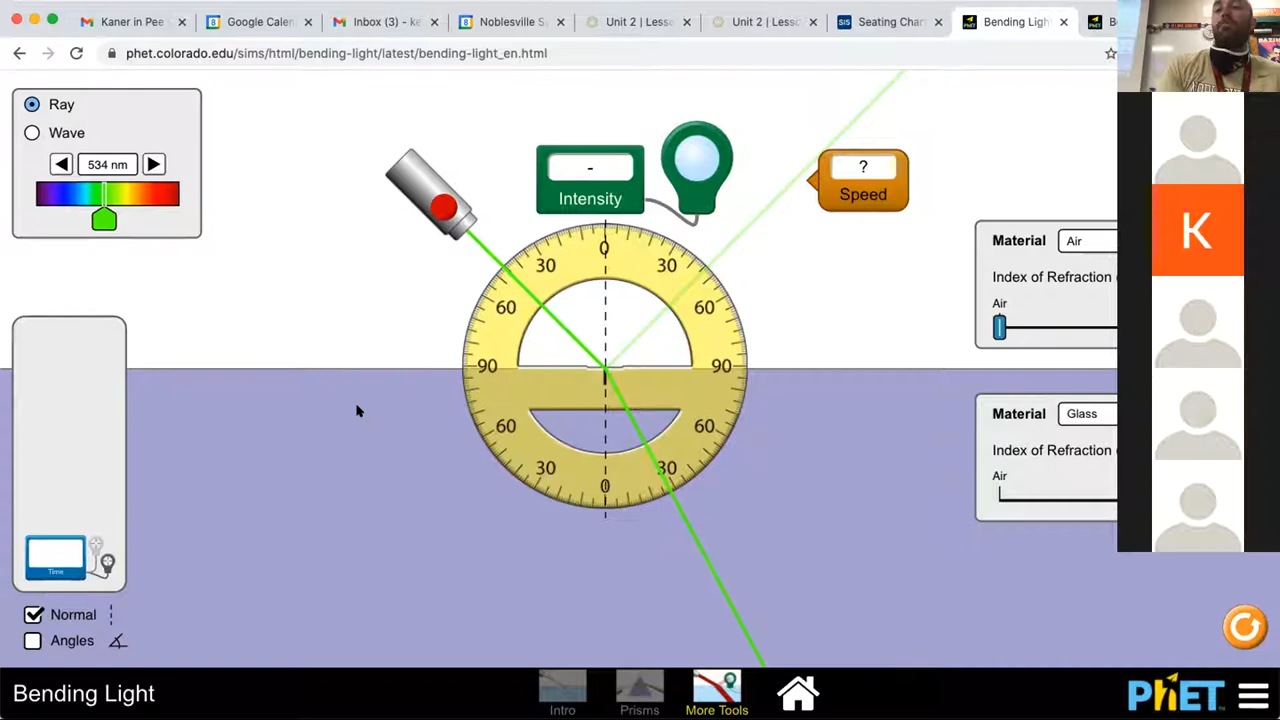 Kaner in Pee
Google Calen
Inbox (3) - ke
Noblesville S
Unit 2 | Lesso
Unit 2 | Lesso
SIS
Seating Char
Bending Ligh
phet.colorado.edu/sims/html/bending-light/latest/bending-light_en.html
Ray
Wave
534 nm
-
Intensity
?
Speed
0
30 30
60 60
90 90
60 60
30 30
0
Material Air
Index of Refraction (
Air
Material Glass
Index of Refraction (
Air
K
Time
Normal
Angles
Bending Light
Intro
Prisms
More Tools
PhET